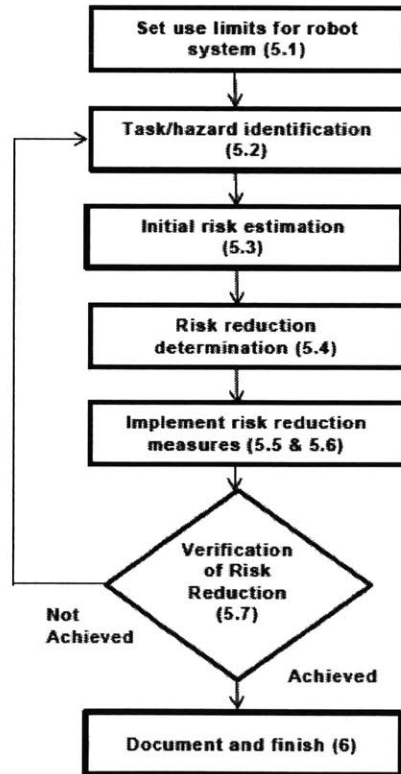 Set use limits for robot
system (5.1)
Task/hazard identification
(5.2)
Initial risk estimation
(5.3)
Risk reduction
determination (5.4)
Implement risk reduction
measures (5.5 & 5.6)
Verification
of Risk
Reduction
(5.7)
Not
Achieved
Achieved
Document and finish (6)